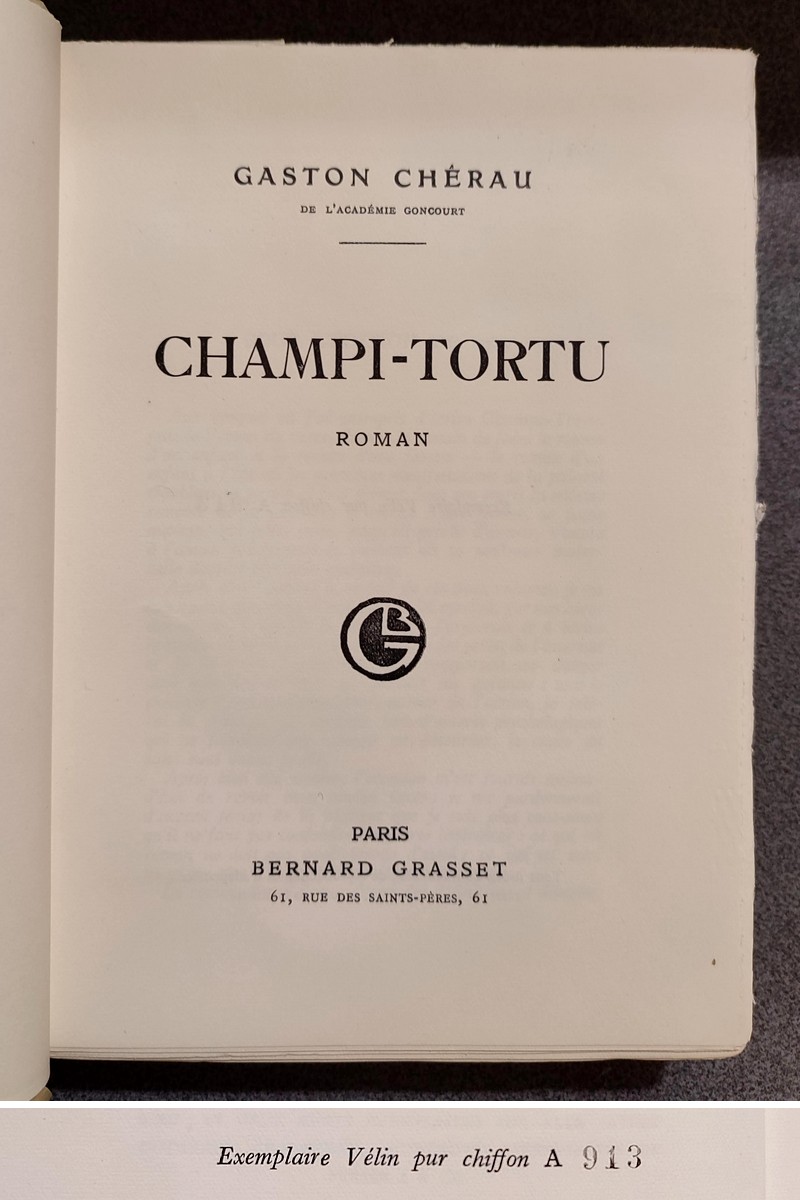 GASTON CHÉRAU
DE L'ACADÉMIE GONCOURT
CHAMPI-TORTU
ROMAN
BG
PARIS
BERNARD GRASSET
61, RUE DES SAINTS-PÈRES, 61
Exemplaire Vélin pur chiffon A 913